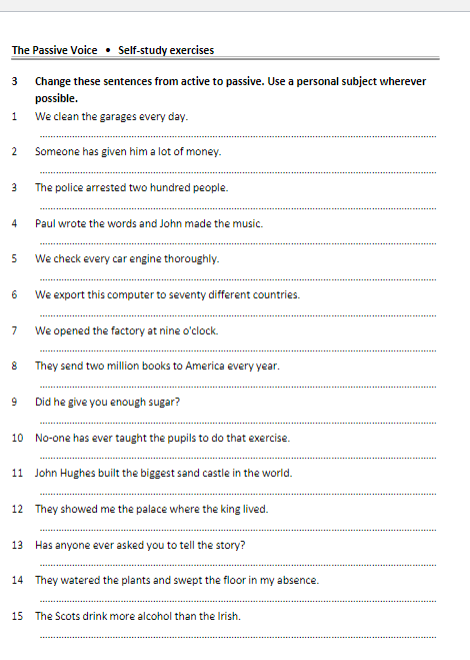 The Passive Voice • Self-study exercises
3 Change these sentences from active to passive. Use a personal subject wherever
possible.
1 We clean the garages every day.
2 Someone has given him a lot of money.
3 The police arrested two hundred people.
4 Paul wrote the words and John made the music.
5 We check every car engine thoroughly.
6 We export this computer to seventy different countries.
7 We opened the factory at nine o'clock.
8 They send two million books to America every year.
9 Did he give you enough sugar?
10 No-one has ever taught the pupils to do that exercise.
11 John Hughes built the biggest sand castle in the world.
12 They showed me the palace where the king lived.
13 Has anyone ever asked you to tell the story?
14 They watered the plants and swept the floor in my absence.
15 The Scots drink more alcohol than the Irish.